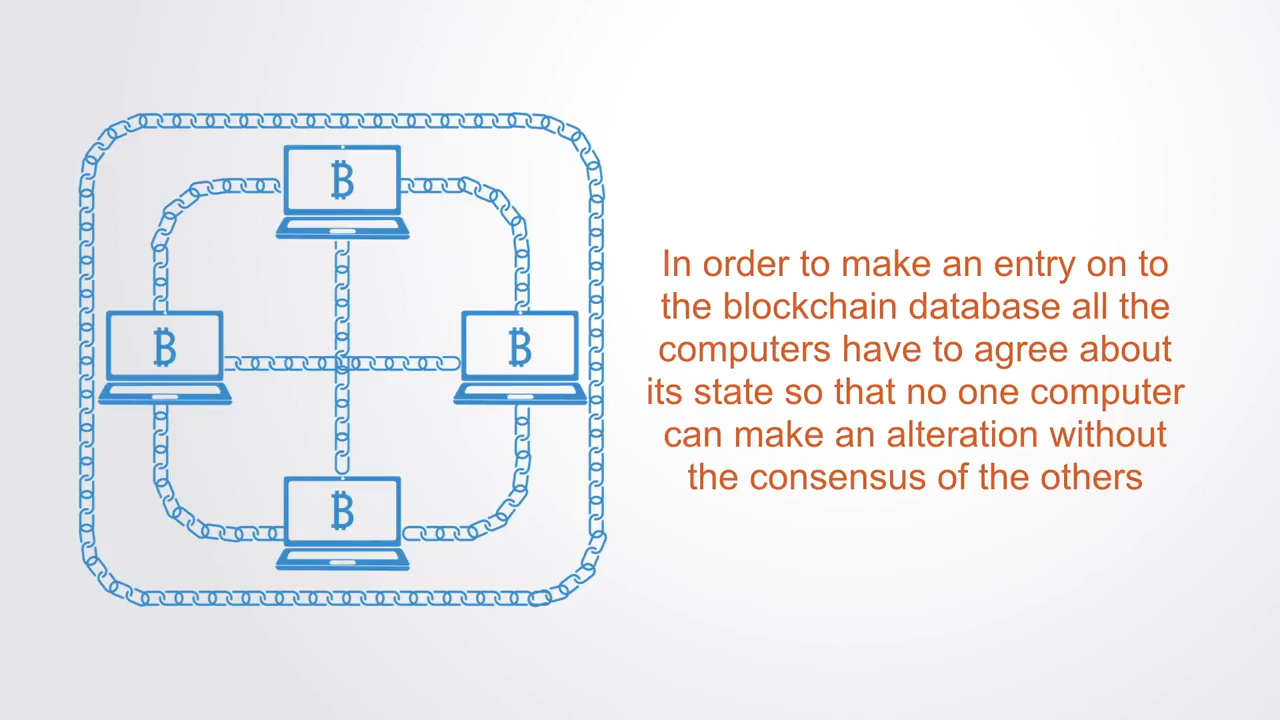 In order to make an entry on to
the blockchain database all the
computers have to agree about
its state so that no one computer
can make an alteration without
the consensus of the others